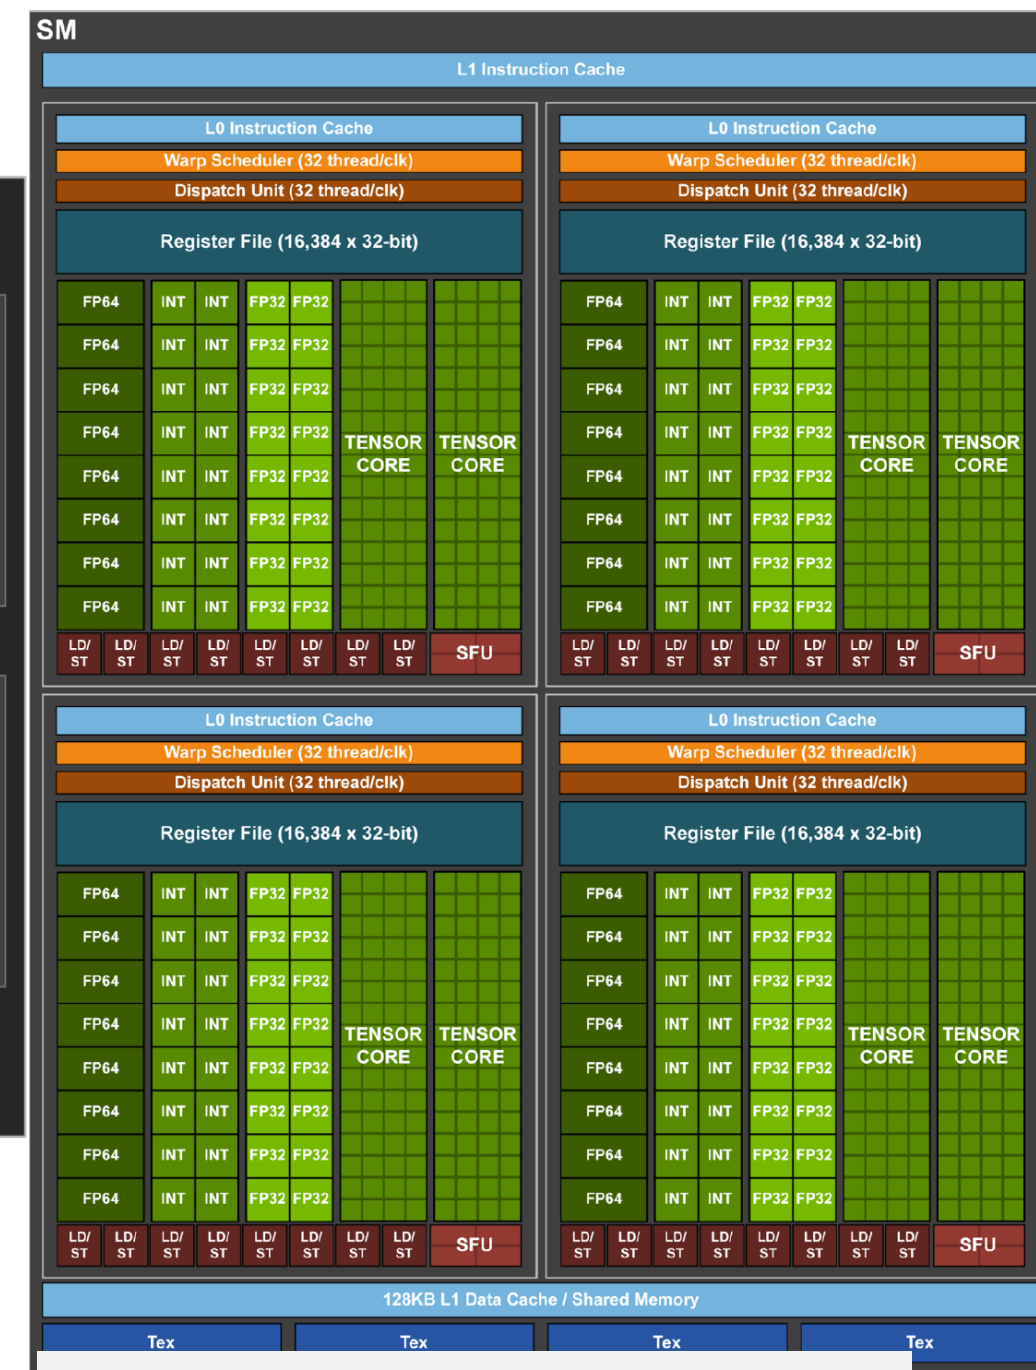 SM
L1 Instruction Cache
L0 Instruction Cache
Warp Scheduler (32 thread/clk)
Dispatch Unit (32 thread/clk)
Register File (16,384 x 32-bit)
FP64 INT INT FP32 FP32
FP64 INT INT FP32 FP32
FP64 INT INT FP32 FP32
FP64 INT INT FP32 FP32
FP64 INT INT FP32 FP32
FP64 INT INT FP32 FP32
FP64 INT INT FP32 FP32
FP64 INT INT FP32 FP32
TENSOR CORE
TENSOR CORE
LD/ST LD/ST LD/ST LD/ST LD/ST LD/ST LD/ST LD/ST SFU
L0 Instruction Cache
Warp Scheduler (32 thread/clk)
Dispatch Unit (32 thread/clk)
Register File (16,384 x 32-bit)
FP64 INT INT FP32 FP32
FP64 INT INT FP32 FP32
FP64 INT INT FP32 FP32
FP64 INT INT FP32 FP32
FP64 INT INT FP32 FP32
FP64 INT INT FP32 FP32
FP64 INT INT FP32 FP32
FP64 INT INT FP32 FP32
TENSOR CORE
TENSOR CORE
LD/ST LD/ST LD/ST LD/ST LD/ST LD/ST LD/ST LD/ST SFU
L0 Instruction Cache
Warp Scheduler (32 thread/clk)
Dispatch Unit (32 thread/clk)
Register File (16,384 x 32-bit)
FP64 INT INT FP32 FP32
FP64 INT INT FP32 FP32
FP64 INT INT FP32 FP32
FP64 INT INT FP32 FP32
FP64 INT INT FP32 FP32
FP64 INT INT FP32 FP32
FP64 INT INT FP32 FP32
FP64 INT INT FP32 FP32
TENSOR CORE
TENSOR CORE
LD/ST LD/ST LD/ST LD/ST LD/ST LD/ST LD/ST LD/ST SFU
L0 Instruction Cache
Warp Scheduler (32 thread/clk)
Dispatch Unit (32 thread/clk)
Register File (16,384 x 32-bit)
FP64 INT INT FP32 FP32
FP64 INT INT FP32 FP32
FP64 INT INT FP32 FP32
FP64 INT INT FP32 FP32
FP64 INT INT FP32 FP32
FP64 INT INT FP32 FP32
FP64 INT INT FP32 FP32
FP64 INT INT FP32 FP32
TENSOR CORE
TENSOR CORE
LD/ST LD/ST LD/ST LD/ST LD/ST LD/ST LD/ST LD/ST SFU
128KB L1 Data Cache / Shared Memory
Tex Tex Tex Tex